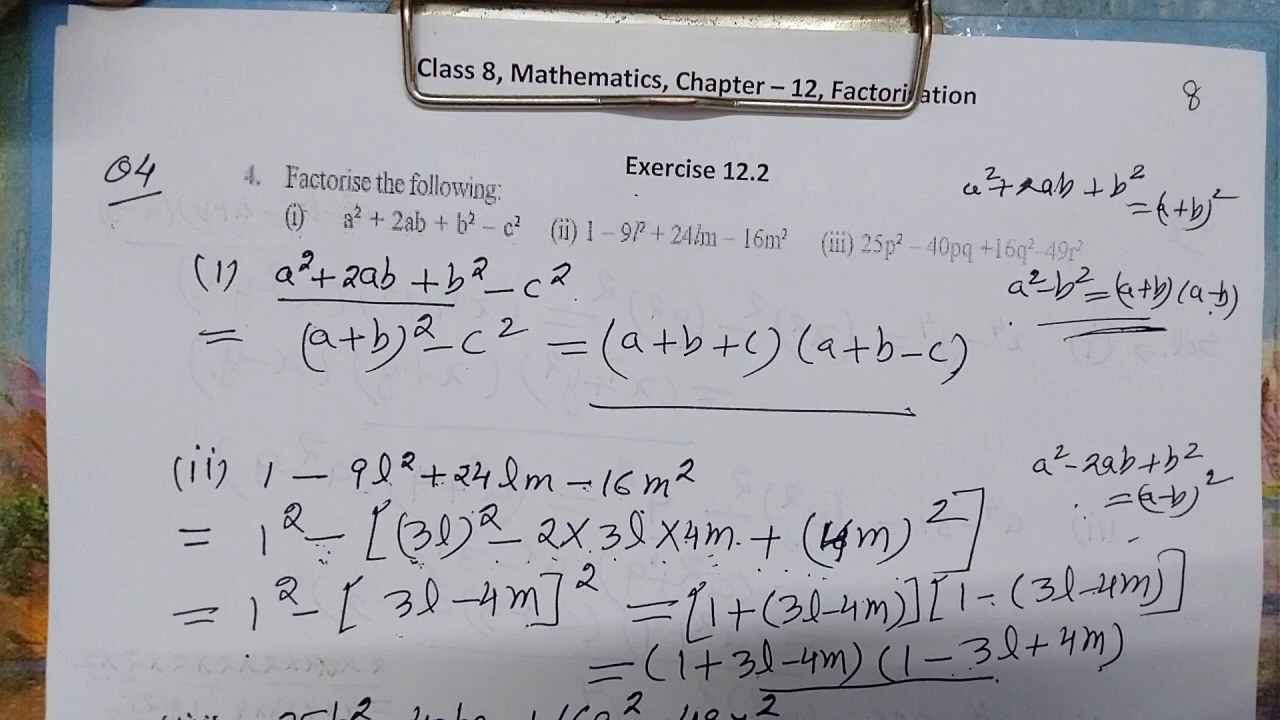 Class 8, Mathematics, Chapter – 12, Factorisation
8
Exercise 12.2
Q4
4. Factorise the following:
(i) a² + 2ab + b² – c² (ii) 1 – 9l² + 24lm – 16m² (iii) 25p² – 40pq +16q²–49r²
a²+2ab+b²
=(a+b)²
(i) a²+2ab+b²-c²
a²-b²=(a+b)(a-b)
= (a+b)²-c² = (a+b+c)(a+b-c)
(ii) 1 - 9l²+24lm-16m²
a²-2ab+b²
=(a-b)²
= 1² - [(3l)² - 2×3l×4m + (4m)²]
= 1² - [3l-4m]² = [1+(3l-4m)][1-(3l-4m)]
= (1+3l-4m)(1-3l+4m)